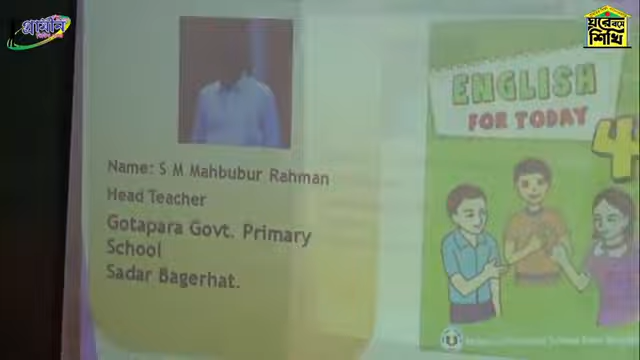 গ্রামীণ
ঘরে বসে
শিখি
ENGLISH
FOR TODAY
4
Name: S M Mahbubur Rahman
Head Teacher
Gotapara Govt. Primary
School
Sadar Bagerhat.